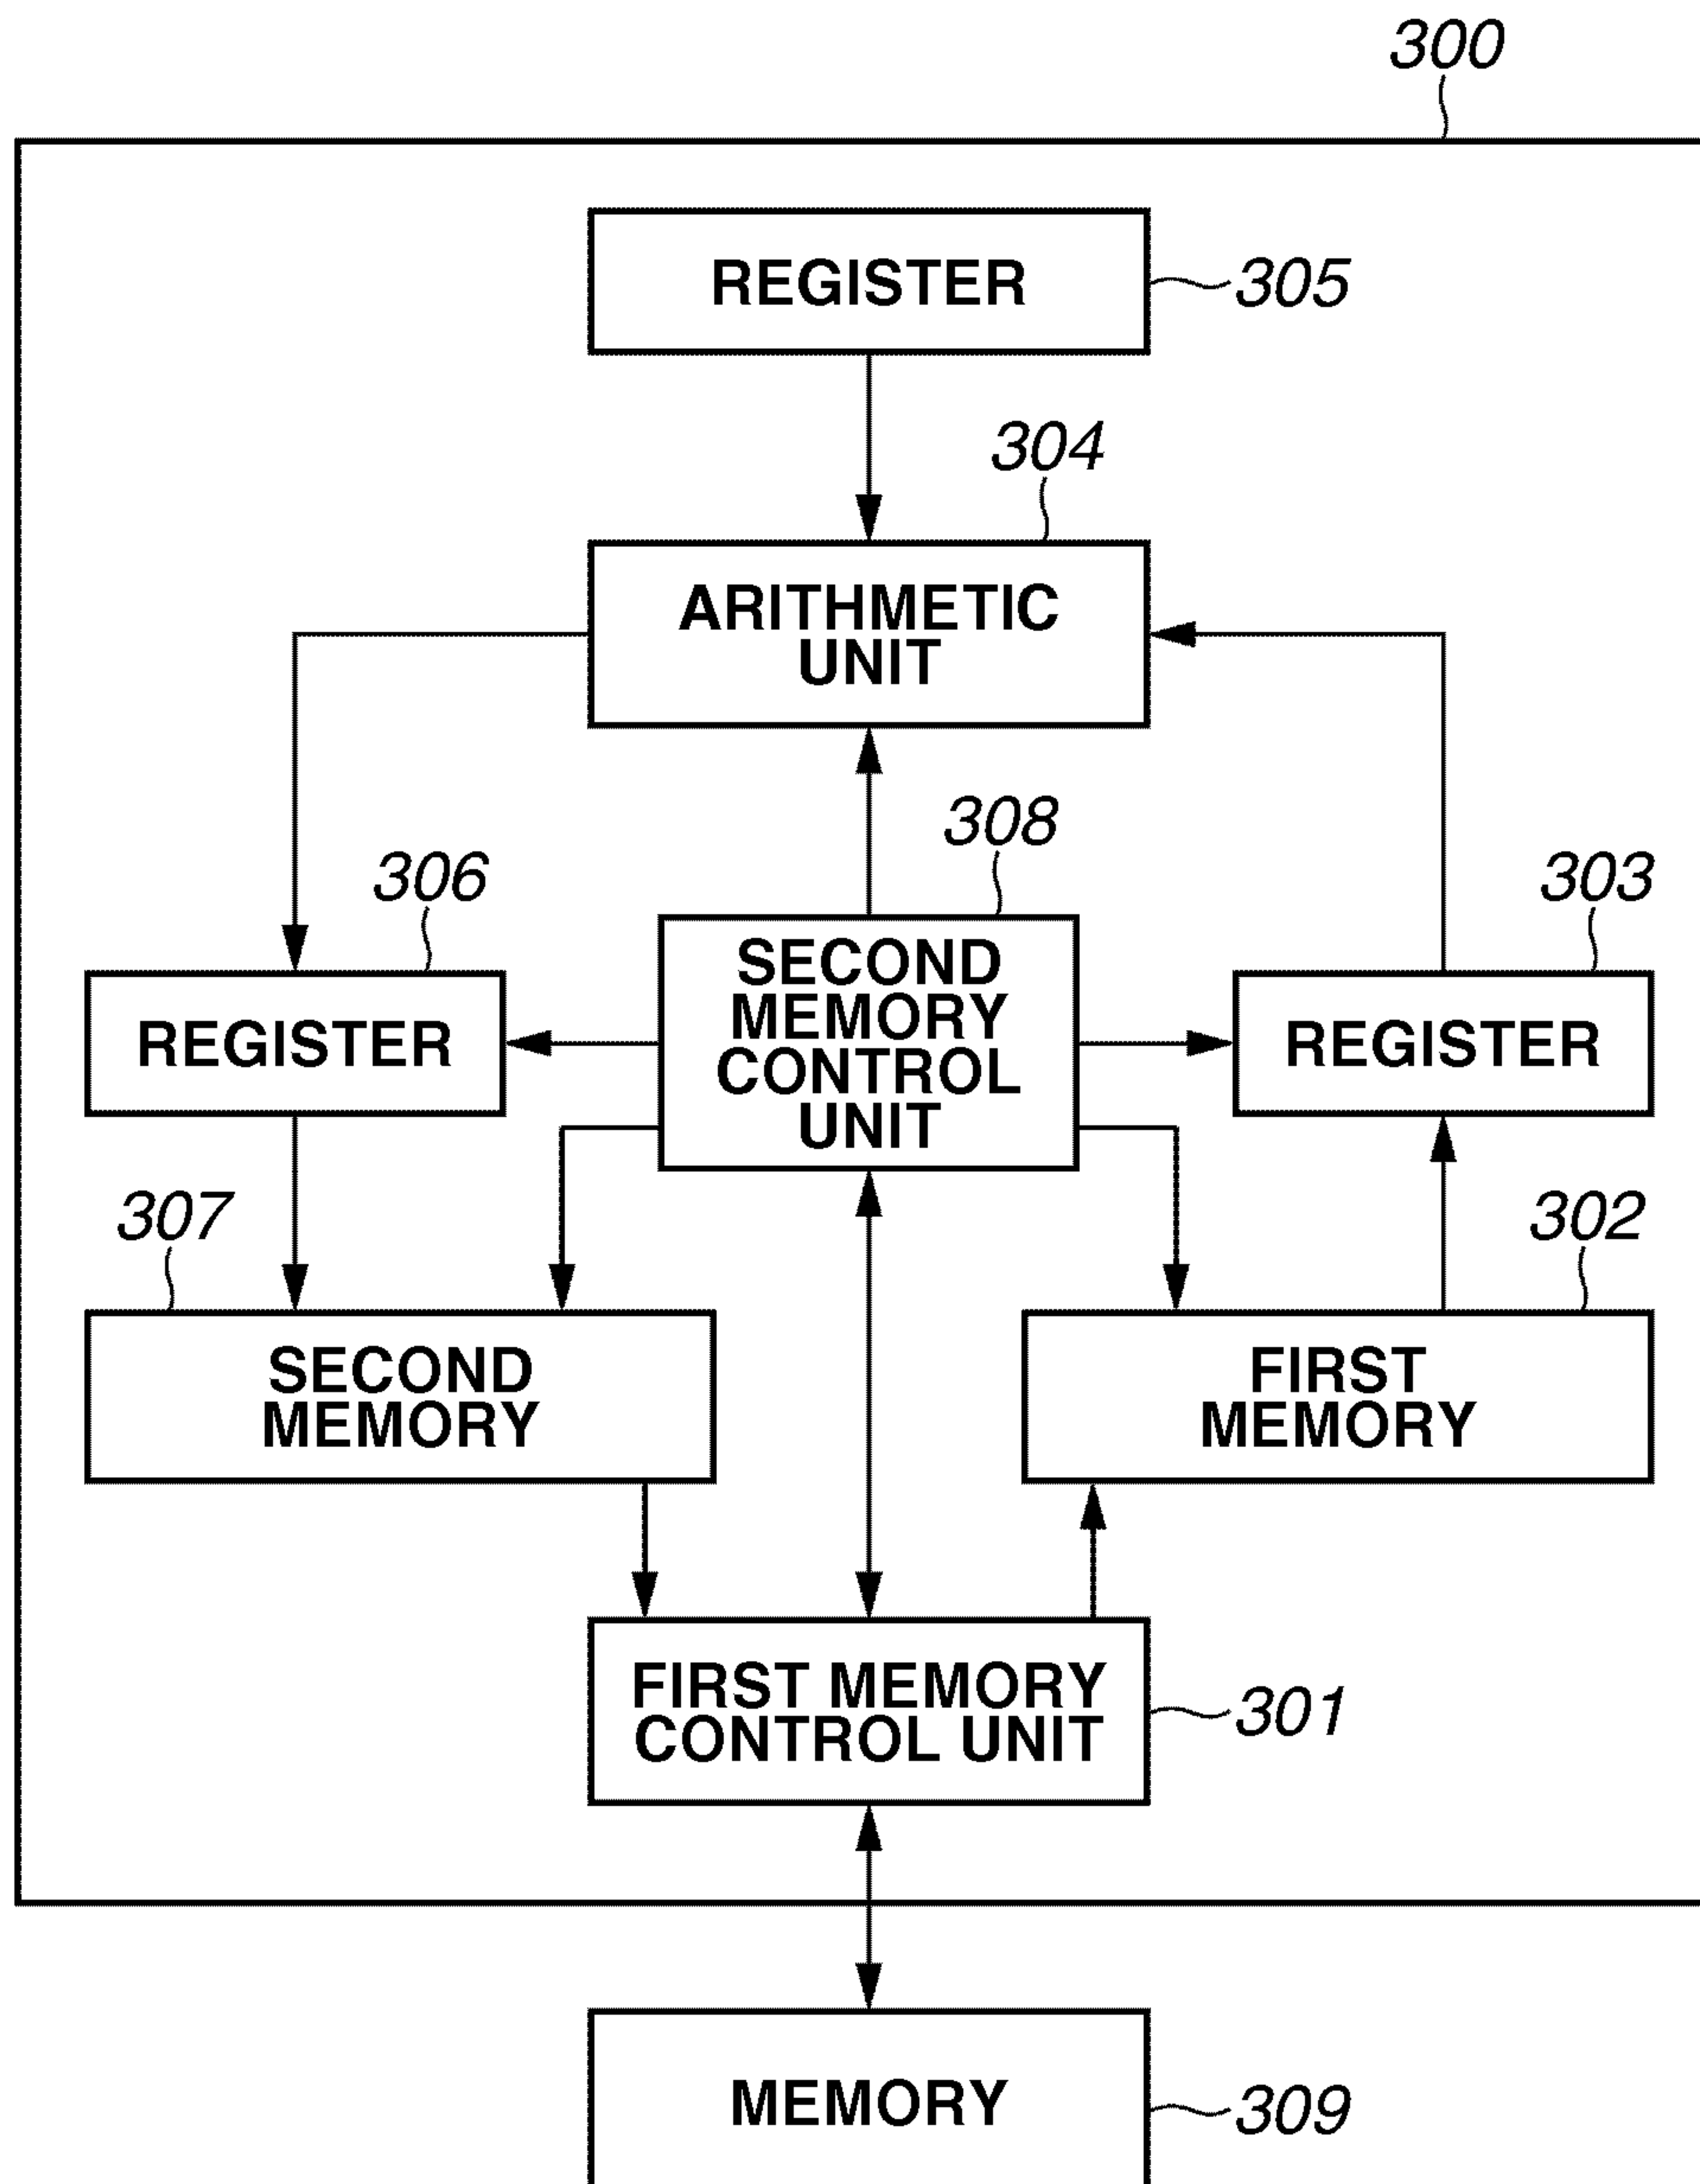 300
REGISTER
305
304
ARITHMETIC
UNIT
308
306
303
SECOND
MEMORY
CONTROL
UNIT
REGISTER
REGISTER
307
302
SECOND
MEMORY
FIRST
MEMORY
FIRST MEMORY
CONTROL UNIT
301
MEMORY
309